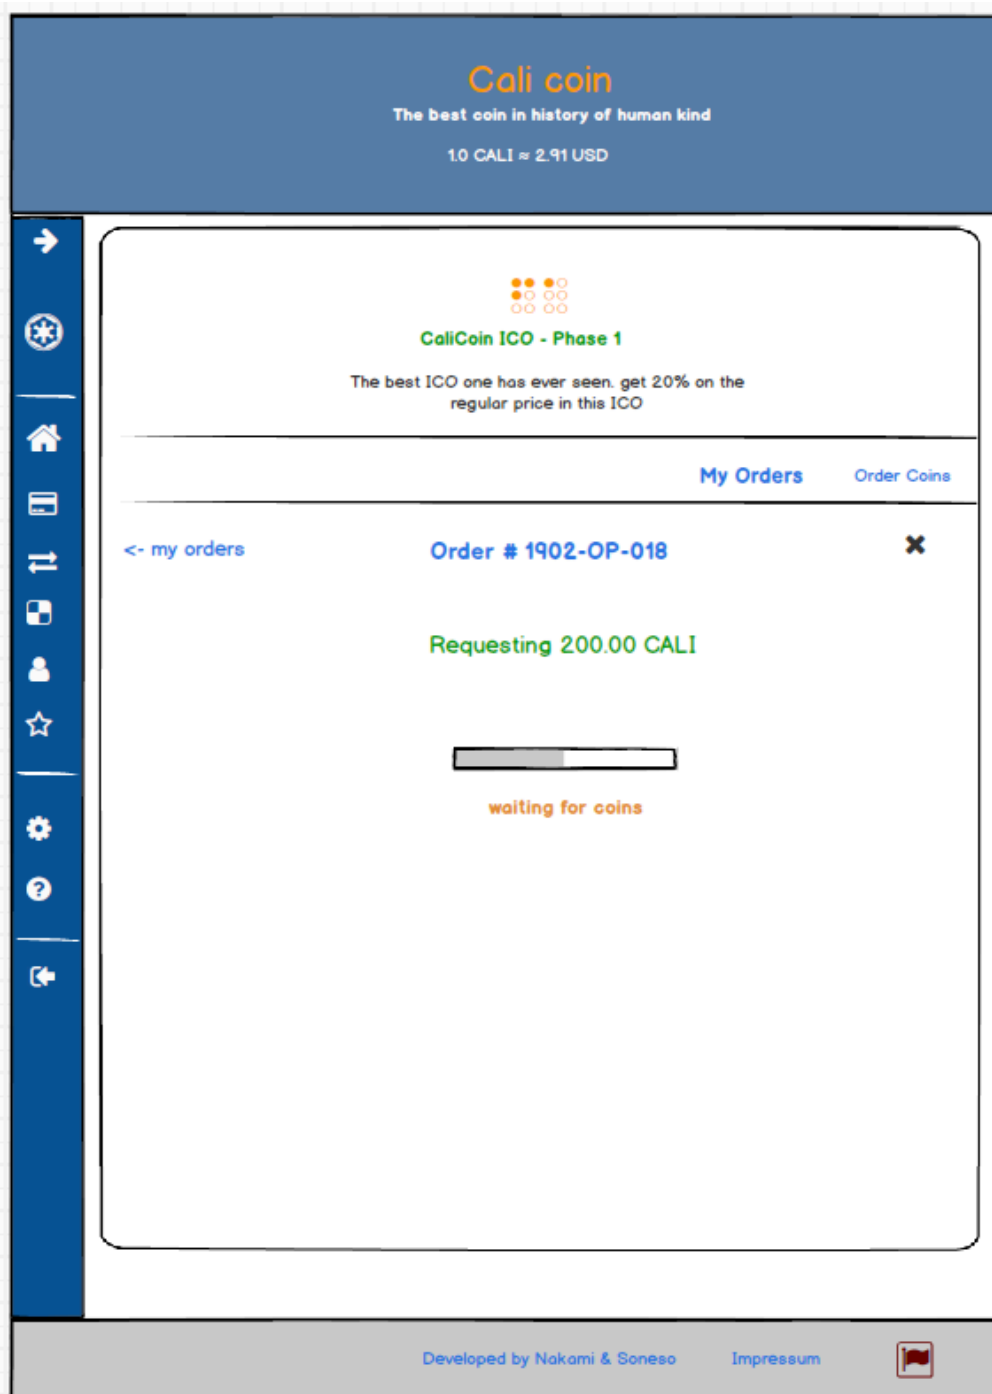 Cali coin
The best coin in history of human kind
1.0 CALI ≈ 2.91 USD
CaliCoin ICO - Phase 1
The best ICO one has ever seen. get 20% on the
regular price in this ICO
My Orders Order Coins
<- my orders Order # 1902-OP-018
Requesting 200.00 CALI
waiting for coins
Developed by Nakami & Soneso Impressum